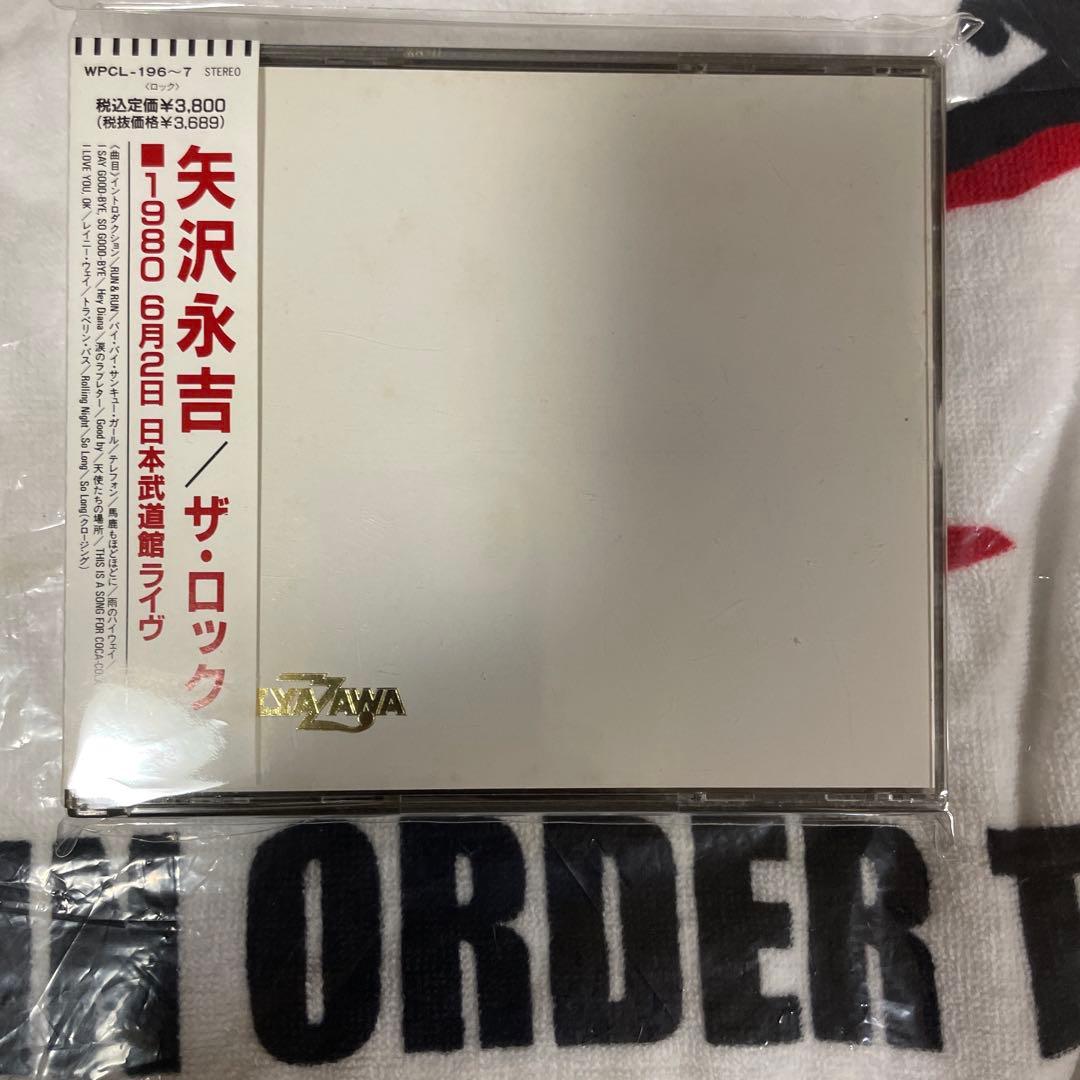 WPCL-196〜7 STEREO
〈ロック〉
税込定価¥3,800
(税抜価格¥3,689)
矢沢永吉/ザ・ロック
■1980 6月2日 日本武道館ライヴ
〈曲目〉イントロダクション/RUN & RUN/バイ・バイ・サンキュー・ガール/テレフォン/馬鹿もほどほどに/雨のハイウェイ/
I SAY GOOD-BYE, SO GOOD-BYE/Hey Diana/涙のラブレター/Good by/天使たちの場所/THIS IS A SONG FOR COCA-CO
I LOVE YOU, OK/レイニー・ウェイ/トラベリン・バス/Rolling Night/So Long/So Long(クロージング)
E.YAZAWA
ORDER